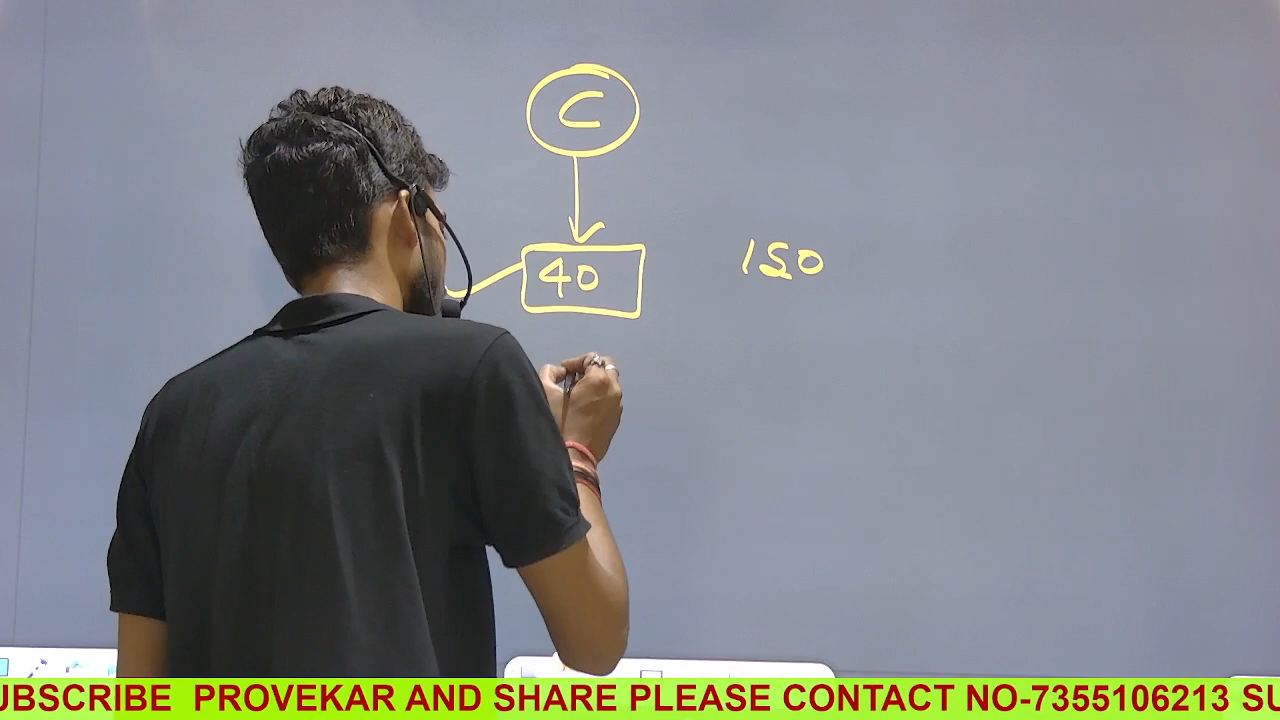 C
40
150
UBSCRIBE PROVEKAR AND SHARE PLEASE CONTACT NO-7355106213 SU